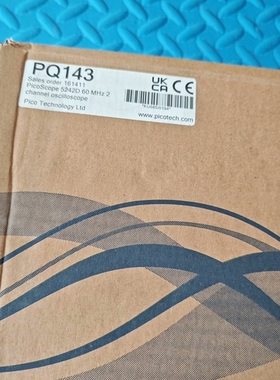 PQ143
Sales order 161411
PicoScope 5242D 60 MHz 2
channel oscilloscope
Pico Technology Ltd
UK
CA CE
www.picotech.com